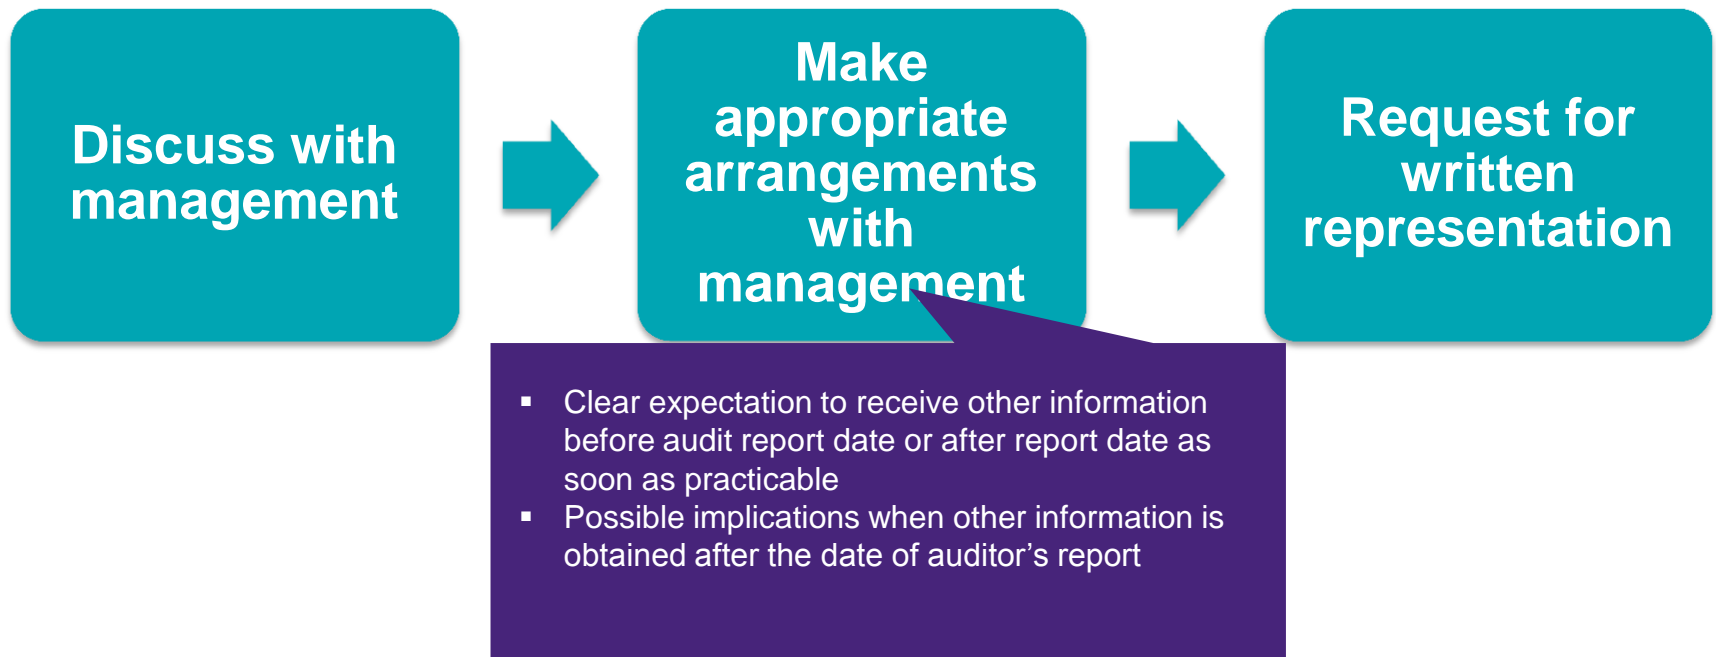 Discuss with
management
Make
appropriate
arrangements
with
management
Request for
written
representation
▪ Clear expectation to receive other information
before audit report date or after report date as
soon as practicable
▪ Possible implications when other information is
obtained after the date of auditor’s report